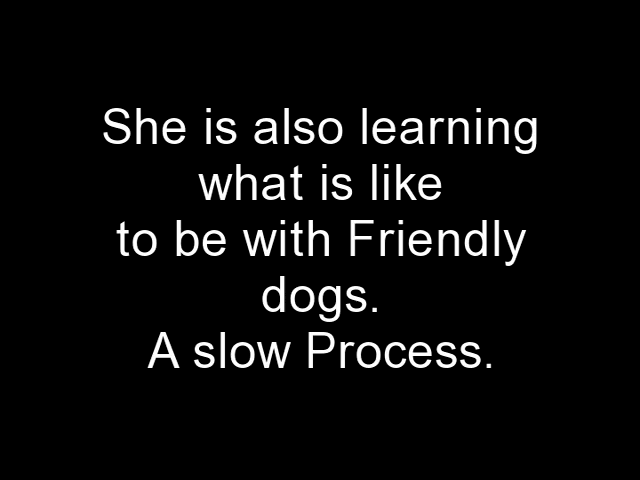 She is also learning
what is like
to be with Friendly
dogs.
A slow Process.